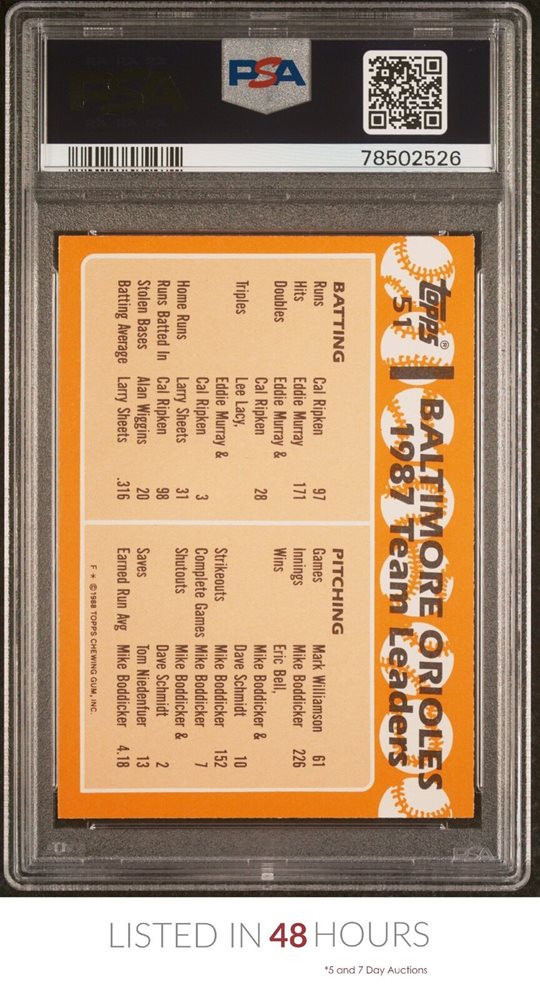 PSA
PSA
78502526
Topps®
51
BALTIMORE ORIOLES
1987 Team Leaders
BATTING
Runs Cal Ripken 97
Hits Eddie Murray 171
Doubles Eddie Murray &
Cal Ripken 28
Triples Lee Lacy,
Eddie Murray &
Cal Ripken 3
Home Runs Larry Sheets 31
Runs Batted In Cal Ripken 98
Stolen Bases Alan Wiggins 20
Batting Average Larry Sheets .316
PITCHING
Games Mark Williamson 61
Innings Mike Boddicker 226
Wins Eric Bell,
Mike Boddicker &
Dave Schmidt 10
Strikeouts Mike Boddicker 152
Complete Games Mike Boddicker 7
Shutouts Mike Boddicker &
Dave Schmidt 2
Saves Tom Niedenfuer 13
Earned Run Avg Mike Boddicker 4.18
F * © 1988 TOPPS CHEWING GUM, INC.
PSA
LISTED IN 48 HOURS
*5 and 7 Day Auctions